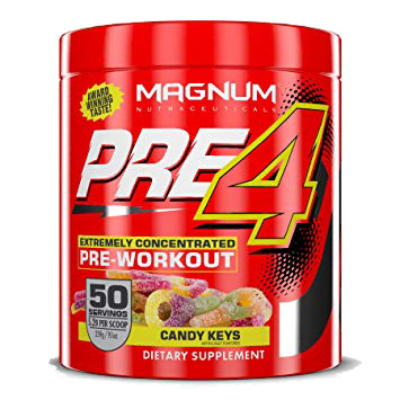 AWARD
WINNING
TASTE!
MAGNUM
NUTRACEUTICALS
PRE4
EXTREMELY CONCENTRATED
PRE-WORKOUT
50
SERVINGS
CANDY KEYS
DIETARY SUPPLEMENT